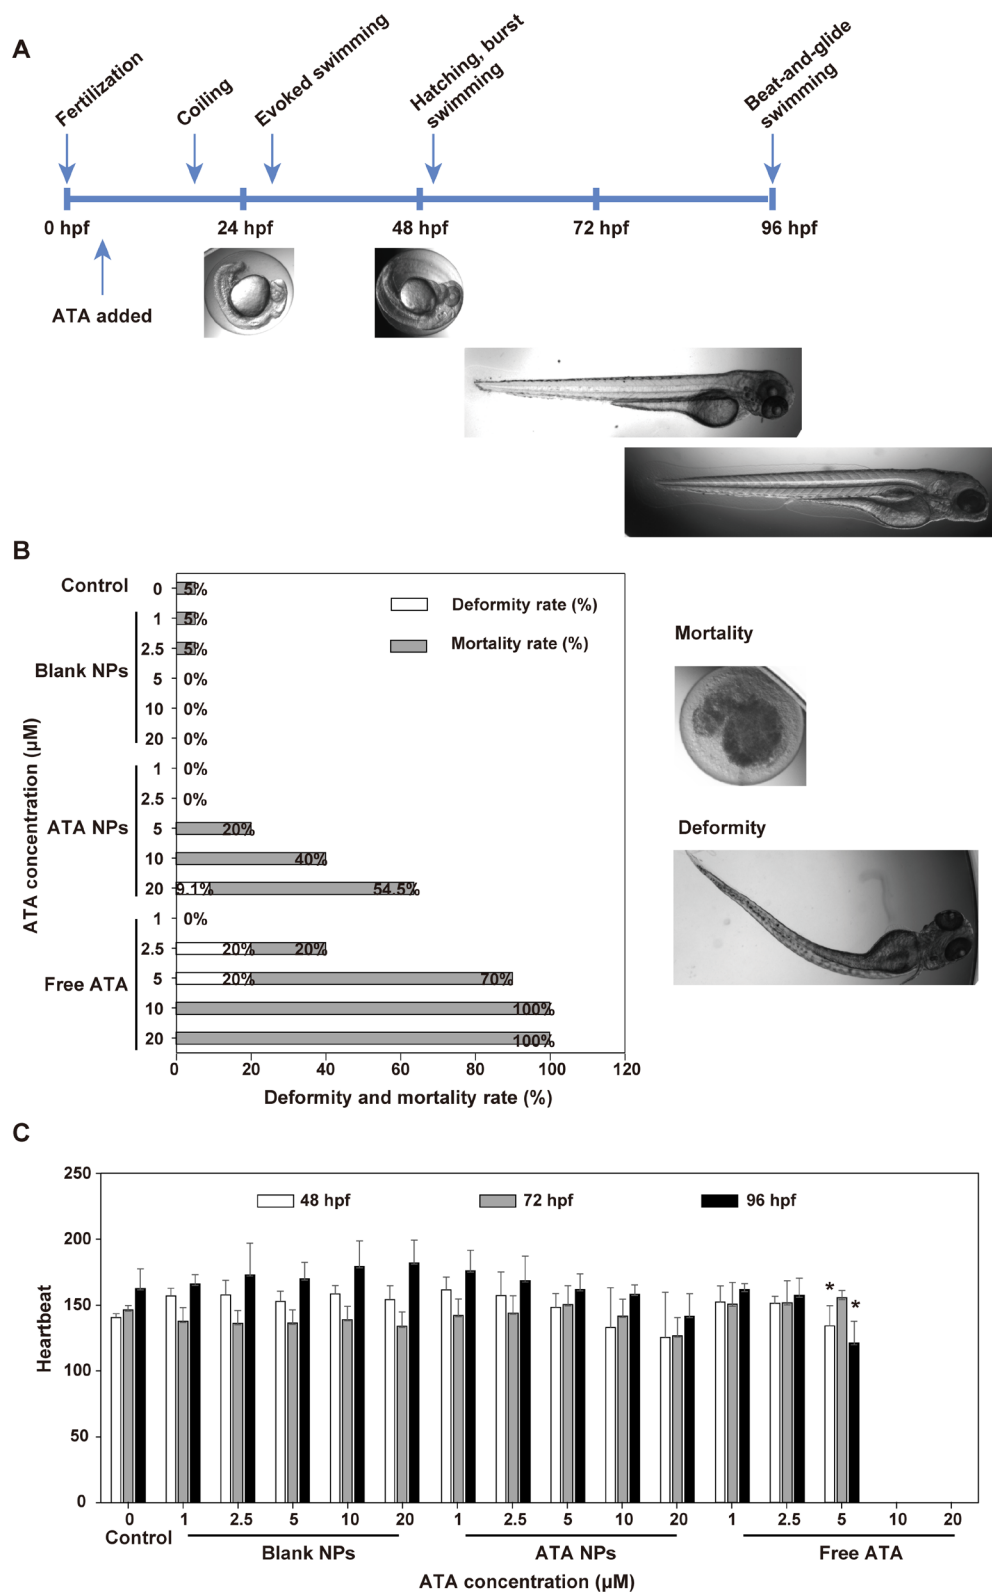 A
Fertilization
Coiling
Evoked swimming
Hatching, burst
swimming
Beat-and-glide
swimming
0 hpf
24 hpf
48 hpf
72 hpf
96 hpf
ATA added
B
Control
Blank NPs
ATA NPs
Free ATA
ATA concentration (μM)
0 5%
1 5%
2.5 5%
5 0%
10 0%
20 0%
1 0%
2.5 0%
5 20%
10 40%
20 9.1% 54.5%
1 0%
2.5 20% 20%
5 20% 70%
10 100%
20 100%
Deformity rate (%)
Mortality rate (%)
0 20 40 60 80 100 120
Deformity and mortality rate (%)
Mortality
Deformity
C
Heartbeat
250
200
150
100
50
0
48 hpf
72 hpf
96 hpf
* *
0 1 2.5 5 10 20 1 2.5 5 10 20 1 2.5 5 10 20
Control
Blank NPs
ATA NPs
Free ATA
ATA concentration (μM)